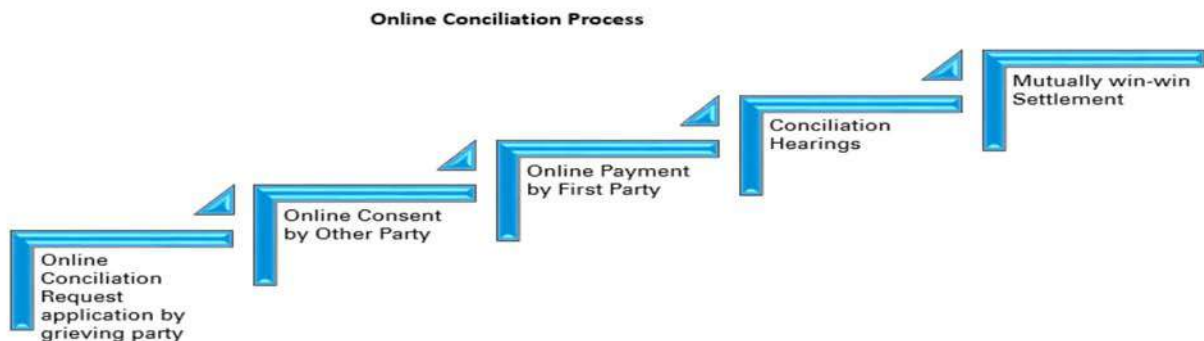 Online Conciliation Process
Online
Conciliation
Request
application by
grieving party
Online Consent
by Other Party
Online Payment
by First Party
Conciliation
Hearings
Mutually win-win
Settlement